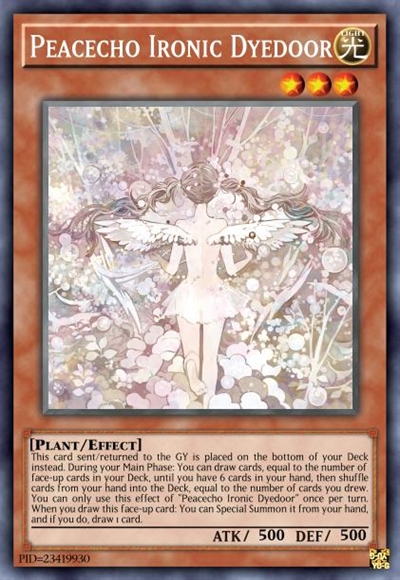 Peacecho Ironic Dyedoor
LIGHT
光
[Plant/Effect]
This card sent/returned to the GY is placed on the bottom of your Deck
instead. During your Main Phase: You can draw cards, equal to the number of
face-up cards in your Deck, until you have 6 cards in your hand, then shuffle
cards from your hand into the Deck, equal to the number of cards you drew.
You can only use this effect of "Peacecho Ironic Dyedoor" once per turn.
When you draw this face-up card: You can Special Summon it from your hand,
and if you do, draw 1 card.
ATK/ 500 DEF/ 500
PID=23419930